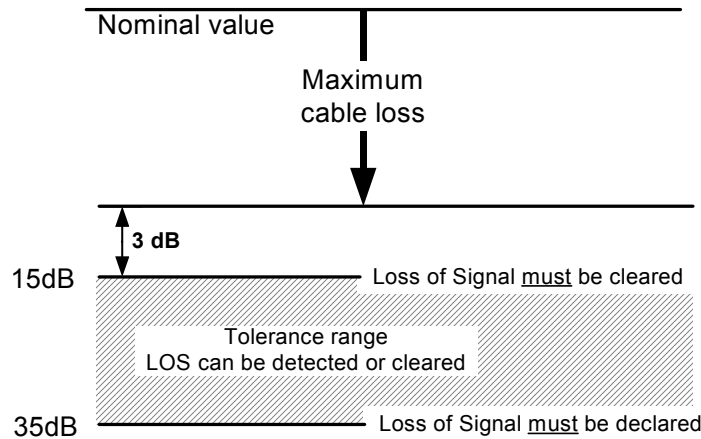 Nominal value
Maximum
cable loss
3 dB
15dB
Loss of Signal must be cleared
Tolerance range
LOS can be detected or cleared
35dB
Loss of Signal must be declared